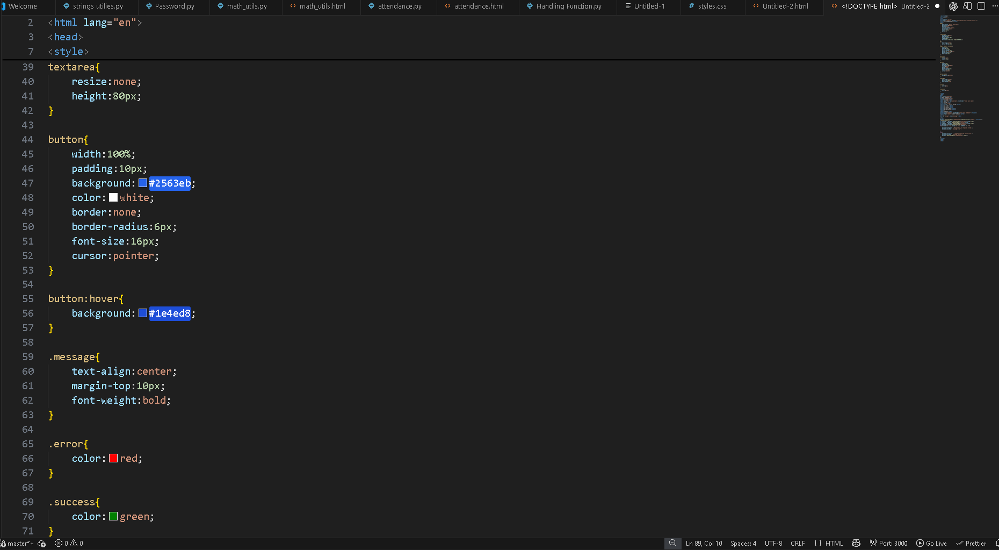 Welcome strings utilies.py Password.py math_utils.py math_utils.html attendance.py attendance.html Handling Function.py Untitled-1 styles.css Untitled-2.html <!DOCTYPE html> Untitled-2
2 <html lang="en">
3 <head>
7 <style>
39 textarea{
40 resize:none;
41 height:80px;
42 }
43
44 button{
45 width:100%;
46 padding:10px;
47 background:#2563eb;
48 color:white;
49 border:none;
50 border-radius:6px;
51 font-size:16px;
52 cursor:pointer;
53 }
54
55 button:hover{
56 background:#1e4ed8;
57 }
58
59 .message{
60 text-align:center;
61 margin-top:10px;
62 font-weight:bold;
63 }
64
65 .error{
66 color:red;
67 }
68
69 .success{
70 color:green;
71 }
master*+ 0 0 Ln 89, Col 10 Spaces: 4 UTF-8 CRLF {} HTML Port: 3000 Go Live Prettier